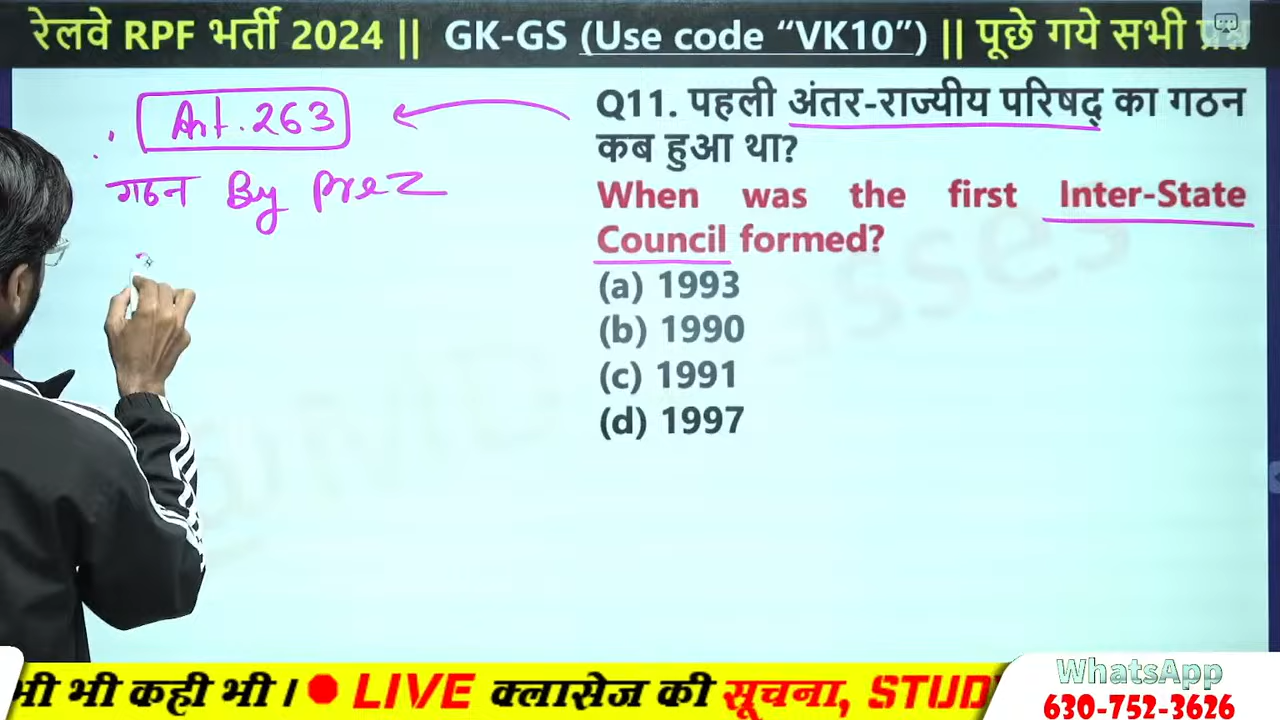 रेलवे RPF भर्ती 2024 || GK-GS (Use code “VK10”) || पूछे गये सभी प्रश्न
Art. 263
गठन By Prez
Q11. पहली अंतर-राज्यीय परिषद् का गठन
कब हुआ था?
When was the first Inter-State
Council formed?
(a) 1993
(b) 1990
(c) 1991
(d) 1997
भी कही भी । LIVE क्लासेज की सूचना,
WhatsApp
630-752-3626